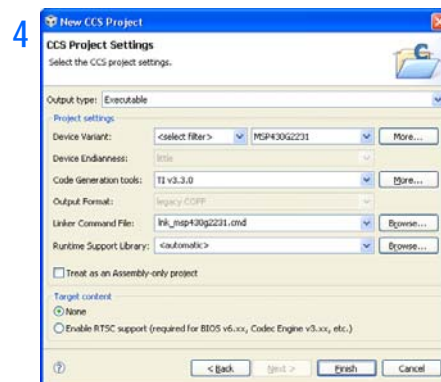 4
New CCS Project
CCS Project Settings
Select the CCS project settings.
Output type: Executable
Project settings
Device Variant: <select filter> MSP430G2231 More...
Device Endianness: little
Code Generation tools: TI v3.3.0 More...
Output Format: legacy COFF
Linker Command File: lnk_msp430g2231.cmd Browse...
Runtime Support Library: <automatic> Browse...
Treat as an Assembly-only project
Target content
None
Enable RTSC support (required for BIOS v6.xx, Codec Engine v3.xx, etc.)
? < Back Next > Finish Cancel